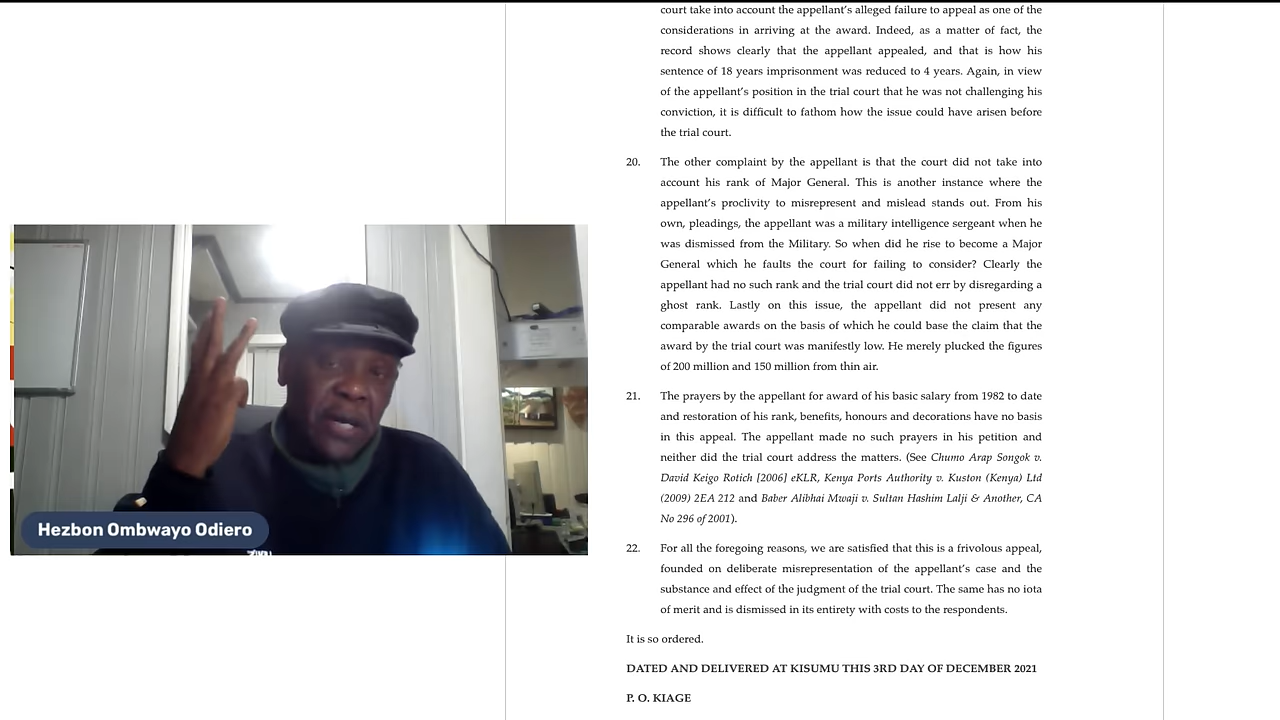 court take into account the appellant's alleged failure to appeal as one of the
considerations in arriving at the award. Indeed, as a matter of fact, the
record shows clearly that the appellant appealed, and that is how his
sentence of 18 years imprisonment was reduced to 4 years. Again, in view
of the appellant's position in the trial court that he was not challenging his
conviction, it is difficult to fathom how the issue could have arisen before
the trial court.
20. The other complaint by the appellant is that the court did not take into
account his rank of Major General. This is another instance where the
appellant's proclivity to misrepresent and mislead stands out. From his
own, pleadings, the appellant was a military intelligence sergeant when he
was dismissed from the Military. So when did he rise to become a Major
General which he faults the court for failing to consider? Clearly the
appellant had no such rank and the trial court did not err by disregarding a
ghost rank. Lastly on this issue, the appellant did not present any
comparable awards on the basis of which he could base the claim that the
award by the trial court was manifestly low. He merely plucked the figures
of 200 million and 150 million from thin air.
21. The prayers by the appellant for award of his basic salary from 1982 to date
and restoration of his rank, benefits, honours and decorations have no basis
in this appeal. The appellant made no such prayers in his petition and
neither did the trial court address the matters. (See Chumo Arap Songok v.
David Keigo Rotich [2006] eKLR, Kenya Ports Authority v. Kuston (Kenya) Ltd
(2009) 2EA 212 and Baber Alibhai Mwaji v. Sultan Hashim Lalji & Another, CA
No 296 of 2001).
22. For all the foregoing reasons, we are satisfied that this is a frivolous appeal,
founded on deliberate misrepresentation of the appellant's case and the
substance and effect of the judgment of the trial court. The same has no iota
of merit and is dismissed in its entirety with costs to the respondents.
It is so ordered.
DATED AND DELIVERED AT KISUMU THIS 3RD DAY OF DECEMBER 2021
P. O. KIAGE
Hezbon Ombwayo Odiero